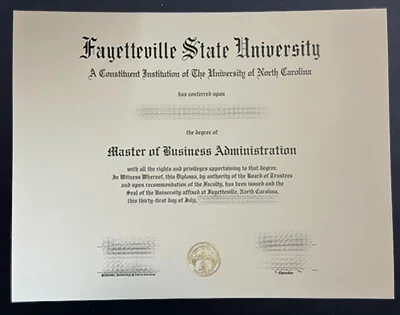 Fayetteville State University
A Constituent Institution of The University of North Carolina
has conferred upon
the degree of
Master of Business Administration
with all the rights and privileges appertaining to that degree.
In Witness Whereof, this Diploma, by authority of the Board of Trustees
and upon recommendation of the Faculty, has been issued and the
Seal of the University affixed at Fayetteville, North Carolina,
this thirty-first day of July,
Chancellor